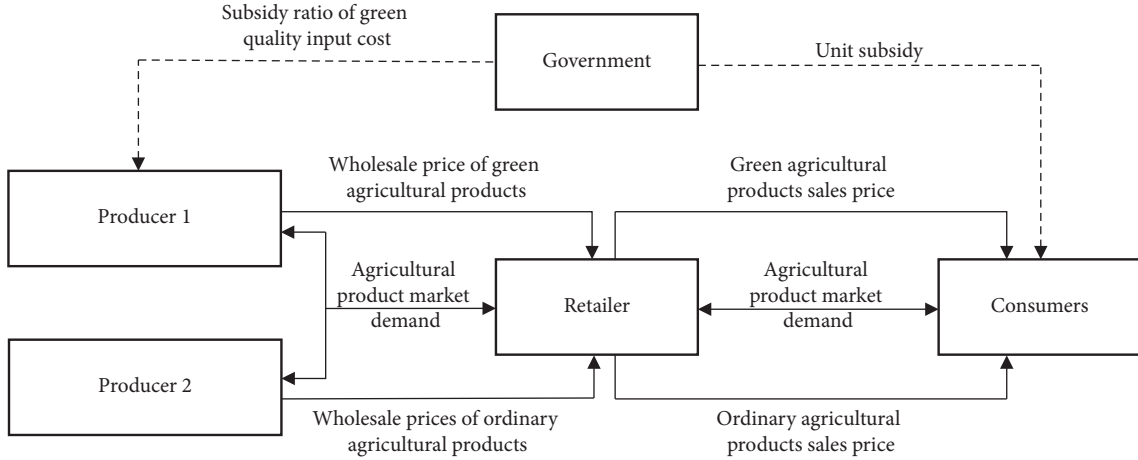 Subsidy ratio of green
quality input cost
Government
Unit subsidy
Wholesale price of green
agricultural products
Green agricultural
products sales price
Producer 1
Agricultural
product market
demand
Retailer
Agricultural
product market
demand
Consumers
Producer 2
Wholesale prices of ordinary
agricultural products
Ordinary agricultural
products sales price